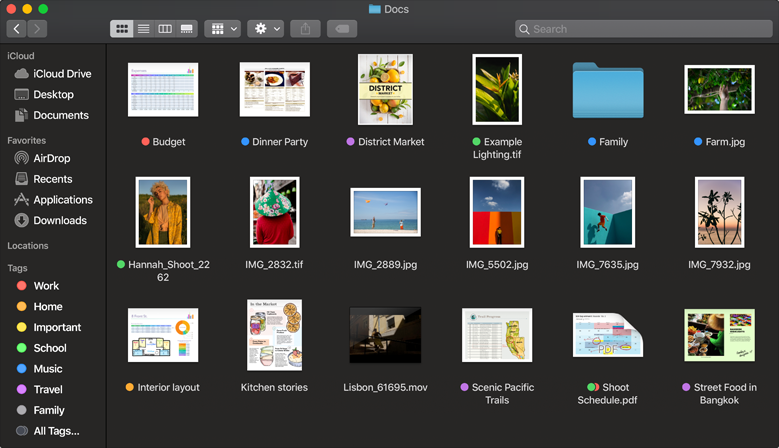 Docs
Search
iCloud
iCloud Drive
Desktop
Documents
Favorites
AirDrop
Recents
Applications
Downloads
Locations
Tags
Work
Home
Important
School
Music
Travel
Family
All Tags...
DISTRICT
MARKET
Budget
Dinner Party
District Market
Example
Lighting.tif
Family
Farm.jpg
Hannah_Shoot_22
62
IMG_2832.tif
IMG_2889.jpg
IMG_5502.jpg
IMG_7635.jpg
IMG_7932.jpg
In the Market
PDF
Interior layout
Kitchen stories
Lisbon_61695.mov
Scenic Pacific
Trails
Shoot
Schedule.pdf
Street Food in
Bangkok